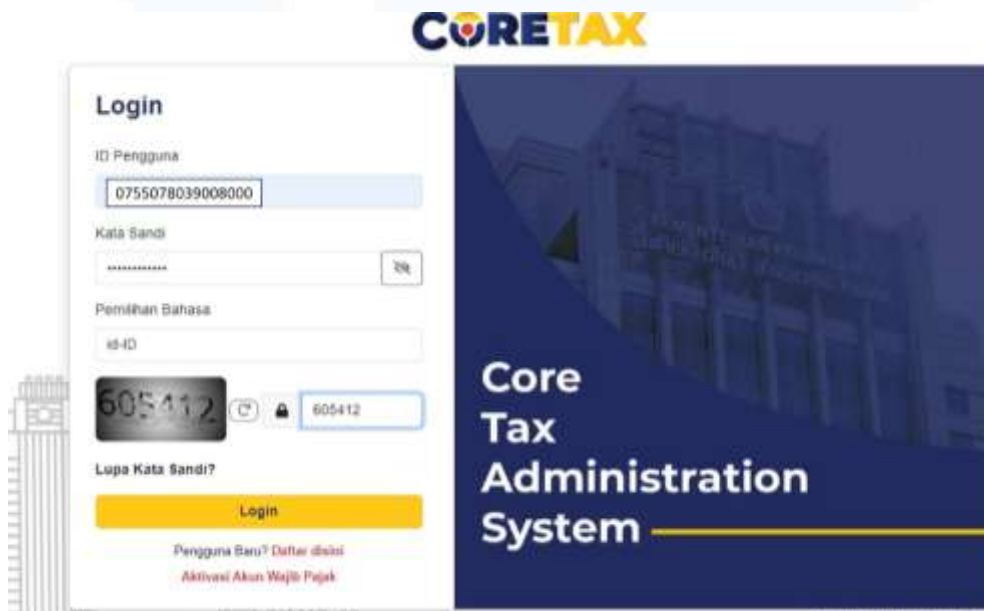 CORETAX
Login
ID Pengguna
0755078039008000
Kata Sandi
············
Pemilihan Bahasa
id-ID
605412
605412
Lupa Kata Sandi?
Login
Pengguna Baru? Daftar disini
Aktivasi Akun Wajib Pajak
Core
Tax
Administration
System